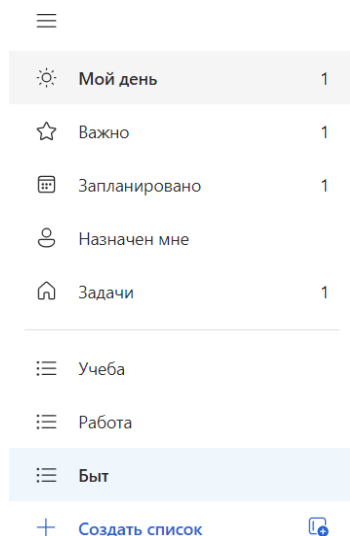 Мой день 1
Важно 1
Запланировано 1
Назначен мне
Задачи 1
Учеба
Работа
Быт
Создать список